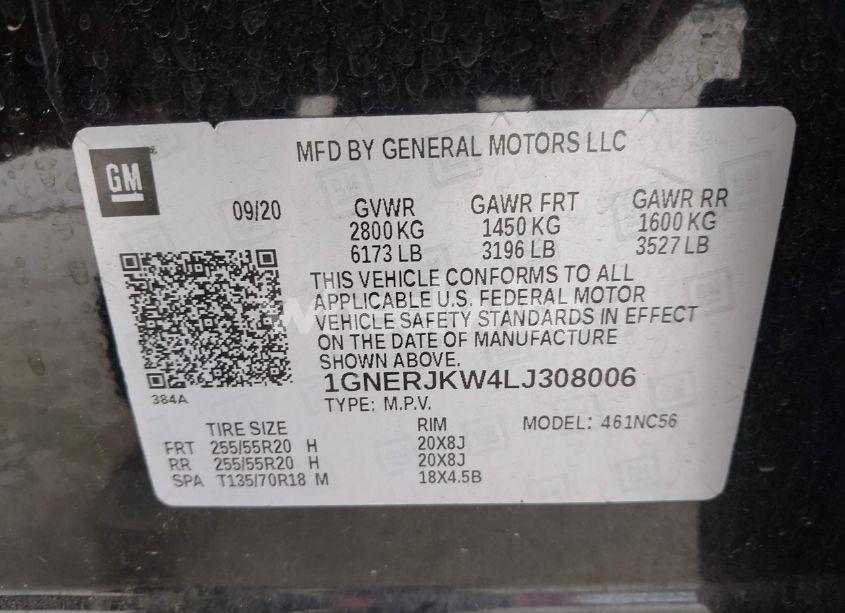 GM
MFD BY GENERAL MOTORS LLC
09/20 GVWR GAWR FRT GAWR RR
2800 KG 1450 KG 1600 KG
6173 LB 3196 LB 3527 LB
THIS VEHICLE CONFORMS TO ALL
APPLICABLE U.S. FEDERAL MOTOR
VEHICLE SAFETY STANDARDS IN EFFECT
ON THE DATE OF MANUFACTURE
SHOWN ABOVE.
384A
1GNERJKW4LJ308006
TYPE: M.P.V.
TIRE SIZE RIM MODEL: 461NC56
FRT 255/55R20 H 20X8J
RR 255/55R20 H 20X8J
SPA T135/70R18 M 18X4.5B